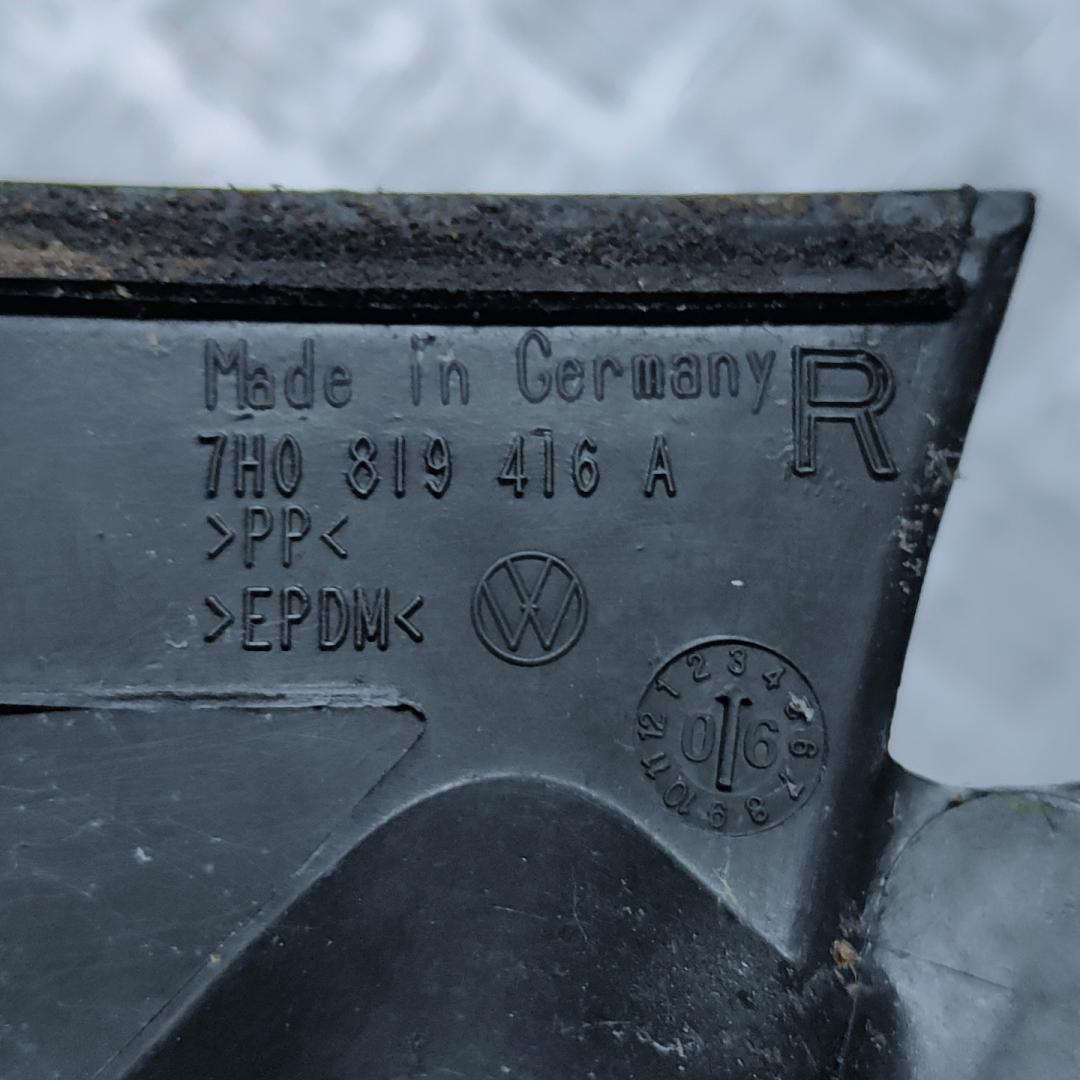 Made in Germany R
7H0 819 416 A
>PP<
>EPDM<
VW
1 2 3 4 5 6 7 8 9 10 11 12
06